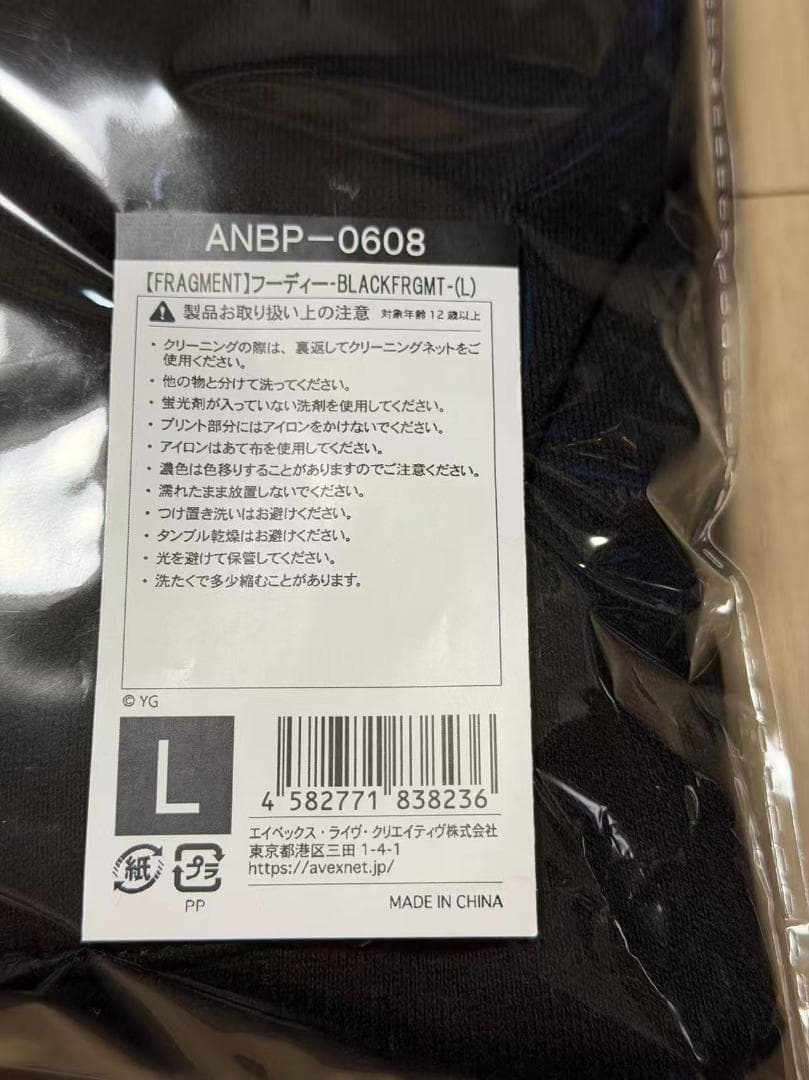 ANBP-0608
【FRAGMENT】フーディー-BLACKFRGMT-(L)
製品お取り扱い上の注意 対象年齢12歳以上
・クリーニングの際は、裏返してクリーニングネットをご
使用ください。
・他の物と分けて洗ってください。
・蛍光剤が入っていない洗剤を使用してください。
・プリント部分にはアイロンをかけないでください。
・アイロンはあて布を使用してください。
・濃色は色移りすることがありますのでご注意ください。
・濡れたまま放置しないでください。
・つけ置き洗いはお避けください。
・タンブル乾燥はお避けください。
・光を避けて保管してください。
・洗たくで多少縮むことがあります。
© YG
L
4 582771 838236
エイベックス・ライヴ・クリエイティヴ株式会社
東京都港区三田 1-4-1
https://avexnet.jp/
紙 プラ
PP
MADE IN CHINA